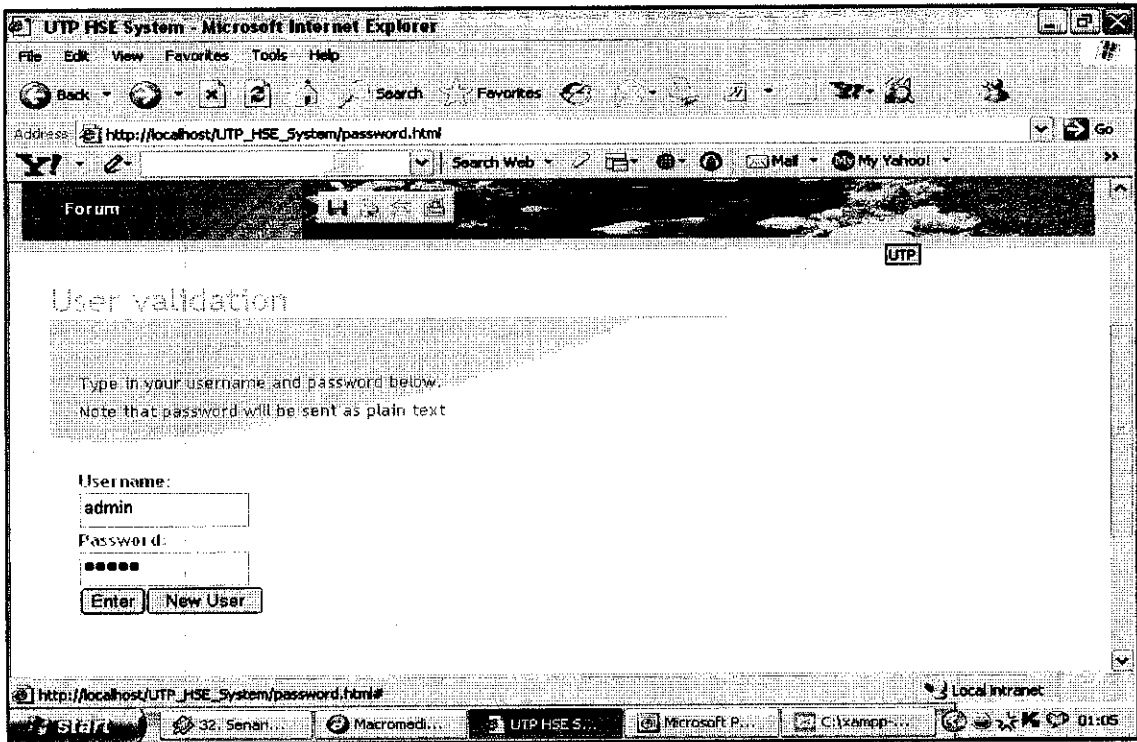 UTP HSE System - Microsoft Internet Explorer
File Edit View Favorites Tools Help
Back Search Favorites
Address http://localhost/UTP_HSE_System/password.html Go
Y! Search Web Mail My Yahoo! »
Forum
UTP
User validation
Type in your username and password below.
Note that password will be sent as plain text
Username:
admin
Password:
Enter New User
http://localhost/UTP_HSE_System/password.html# Local intranet
start 32. Senan... Macromedi... UTP HSE S... Microsoft P... C:\xampp-... 01:05